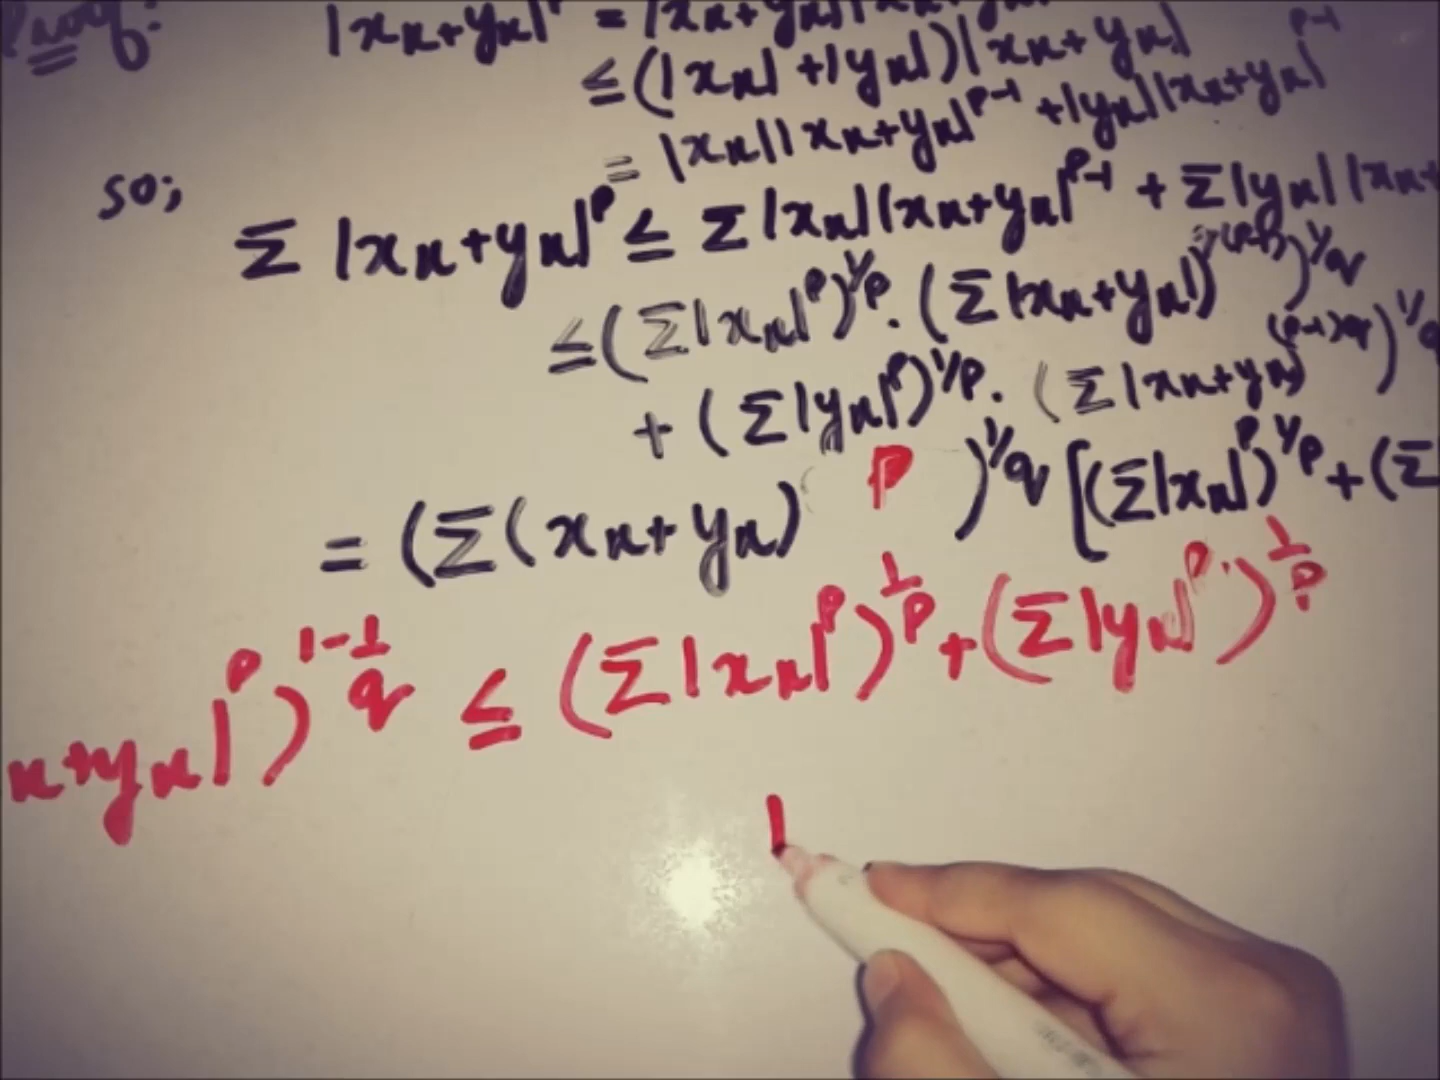 Proof: |xₙ+yₙ|ᵖ = |xₙ+yₙ||xₙ+yₙ|
≤(|xₙ|+|yₙ|)|xₙ+yₙ|ᵖ⁻¹
= |xₙ||xₙ+yₙ|ᵖ⁻¹ +|yₙ||xₙ+yₙ|ᵖ⁻¹
so;
Σ |xₙ+yₙ|ᵖ ≤ Σ|xₙ||xₙ+yₙ|ᵖ⁻¹ + Σ|yₙ| |xₙ+
≤(Σ|xₙ|ᵖ)^1/p . (Σ|xₙ+yₙ|)^(p-1) )^1/q
+ (Σ|yₙ|ᵖ)^1/p . (Σ|xₙ+yₙ|^(p-1)q )^1/q
= (Σ(xₙ+yₙ)^p )^1/q [(Σ|xₙ|ᵖ)^1/p +(Σ
n+yₙ|ᵖ)^1-1/q ≤ (Σ|xₙ|ᵖ)^1/p +(Σ|yₙ|ᵖ)^1/p